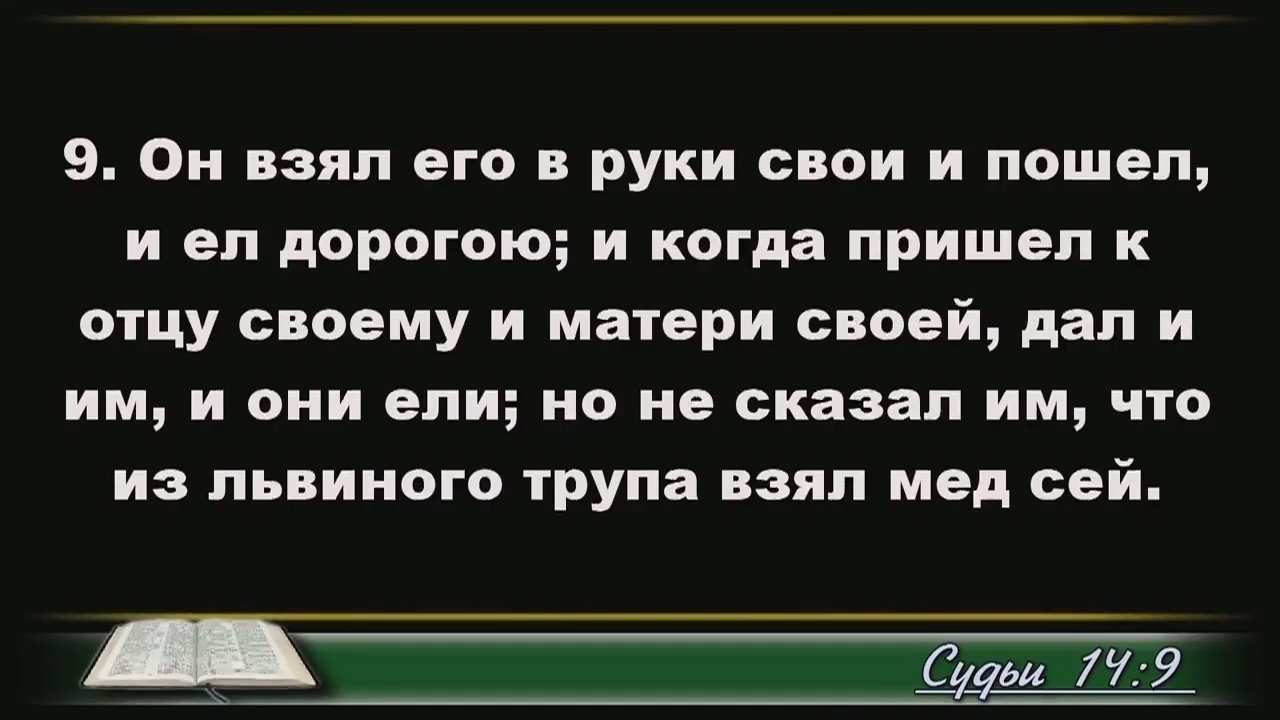 9. Он взял его в руки свои и пошел,
и ел дорогою; и когда пришел к
отцу своему и матери своей, дал и
им, и они ели; но не сказал им, что
из львиного трупа взял мед сей.
Судьи 14:9